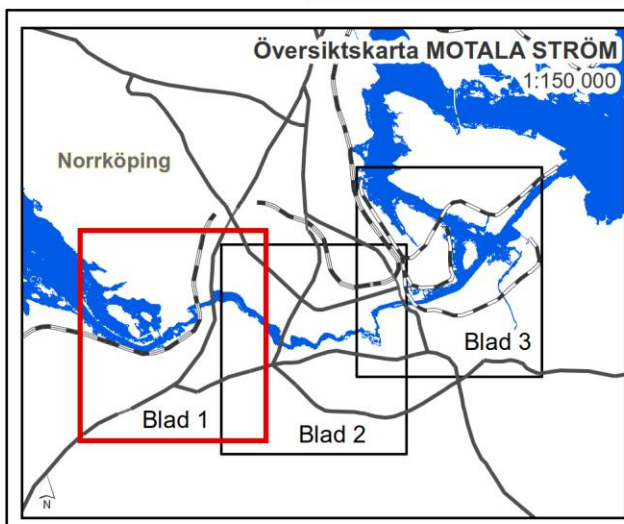 Översiktskarta MOTALA STRÖM
1:150 000
Norrköping
Blad 3
Blad 1
Blad 2
N